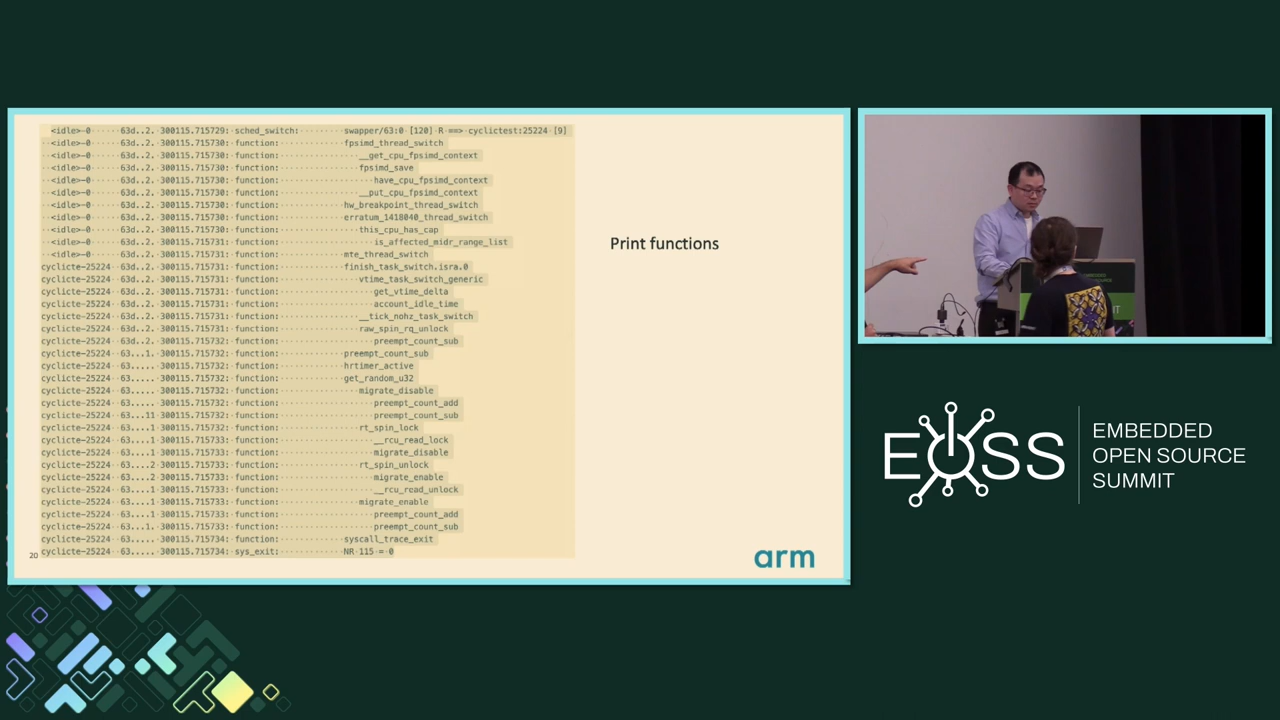 <idle>-0 63d..2. 300115.715729: sched_switch: swapper/63:0 [120] R ==> cyclictest:25224 [9]
<idle>-0 63d..2. 300115.715730: function: fpsimd_thread_switch
<idle>-0 63d..2. 300115.715730: function: __get_cpu_fpsimd_context
<idle>-0 63d..2. 300115.715730: function: fpsimd_save
<idle>-0 63d..2. 300115.715730: function: have_cpu_fpsimd_context
<idle>-0 63d..2. 300115.715730: function: __put_cpu_fpsimd_context
<idle>-0 63d..2. 300115.715730: function: hw_breakpoint_thread_switch
<idle>-0 63d..2. 300115.715730: function: erratum_1418040_thread_switch
<idle>-0 63d..2. 300115.715730: function: this_cpu_has_cap
<idle>-0 63d..2. 300115.715731: function: is_affected_midr_range_list
<idle>-0 63d..2. 300115.715731: function: mte_thread_switch
cyclicte-25224 63d..2. 300115.715731: function: finish_task_switch.isra.0
cyclicte-25224 63d..2. 300115.715731: function: vtime_task_switch_generic
cyclicte-25224 63d..2. 300115.715731: function: get_vtime_delta
cyclicte-25224 63d..2. 300115.715731: function: account_idle_time
cyclicte-25224 63d..2. 300115.715731: function: __tick_nohz_task_switch
cyclicte-25224 63d..2. 300115.715731: function: raw_spin_rq_unlock
cyclicte-25224 63d..2. 300115.715732: function: preempt_count_sub
cyclicte-25224 63...1. 300115.715732: function: preempt_count_sub
cyclicte-25224 63..... 300115.715732: function: hrtimer_active
cyclicte-25224 63..... 300115.715732: function: get_random_u32
cyclicte-25224 63..... 300115.715732: function: migrate_disable
cyclicte-25224 63..... 300115.715732: function: preempt_count_add
cyclicte-25224 63...11 300115.715732: function: preempt_count_sub
cyclicte-25224 63....1 300115.715732: function: rt_spin_lock
cyclicte-25224 63....1 300115.715733: function: __rcu_read_lock
cyclicte-25224 63....1 300115.715733: function: migrate_disable
cyclicte-25224 63....2 300115.715733: function: rt_spin_unlock
cyclicte-25224 63....2 300115.715733: function: migrate_enable
cyclicte-25224 63....1 300115.715733: function: __rcu_read_unlock
cyclicte-25224 63....1 300115.715733: function: migrate_enable
cyclicte-25224 63....1 300115.715733: function: preempt_count_add
cyclicte-25224 63...1. 300115.715733: function: preempt_count_sub
cyclicte-25224 63..... 300115.715734: function: syscall_trace_exit
cyclicte-25224 63..... 300115.715734: sys_exit: NR 115 = 0
Print functions
20
arm
EOSS
EMBEDDED
OPEN SOURCE
SUMMIT